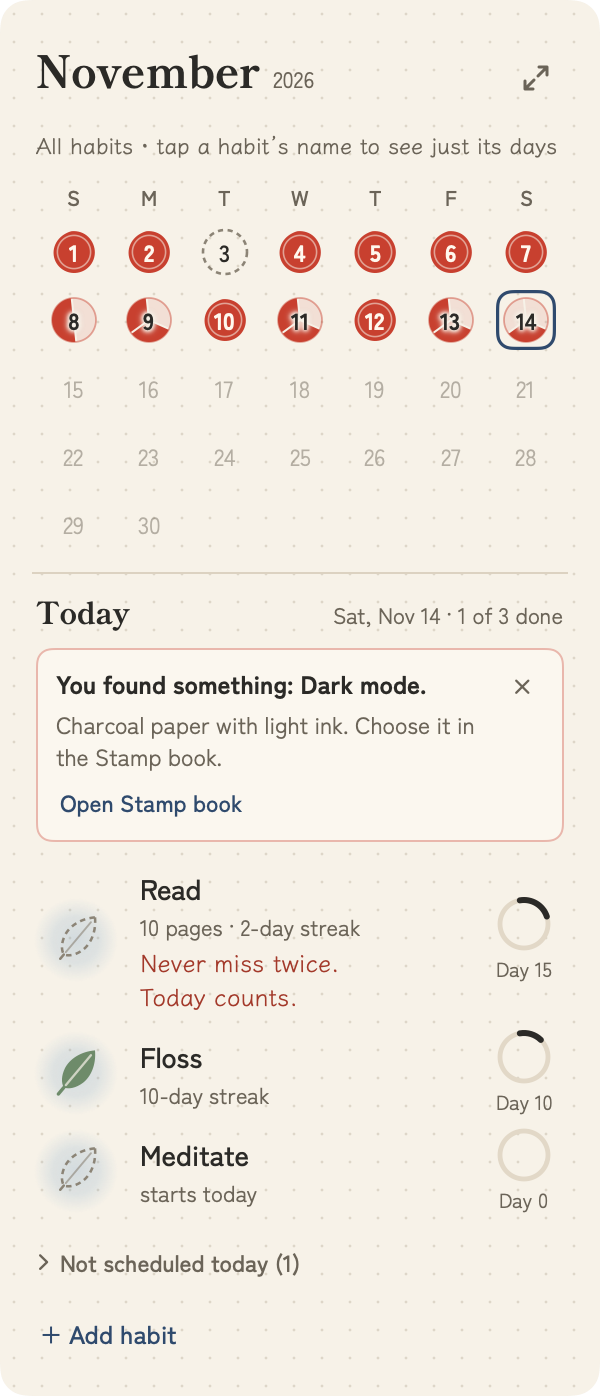 November 2026
All habits · tap a habit's name to see just its days
S M T W T F S
1 2 3 4 5 6 7
8 9 10 11 12 13 14
15 16 17 18 19 20 21
22 23 24 25 26 27 28
29 30
Today
Sat, Nov 14 · 1 of 3 done
You found something: Dark mode.
Charcoal paper with light ink. Choose it in
the Stamp book.
Open Stamp book
Read
10 pages · 2-day streak
Never miss twice.
Today counts.
Day 15
Floss
10-day streak
Day 10
Meditate
starts today
Day 0
Not scheduled today (1)
+ Add habit